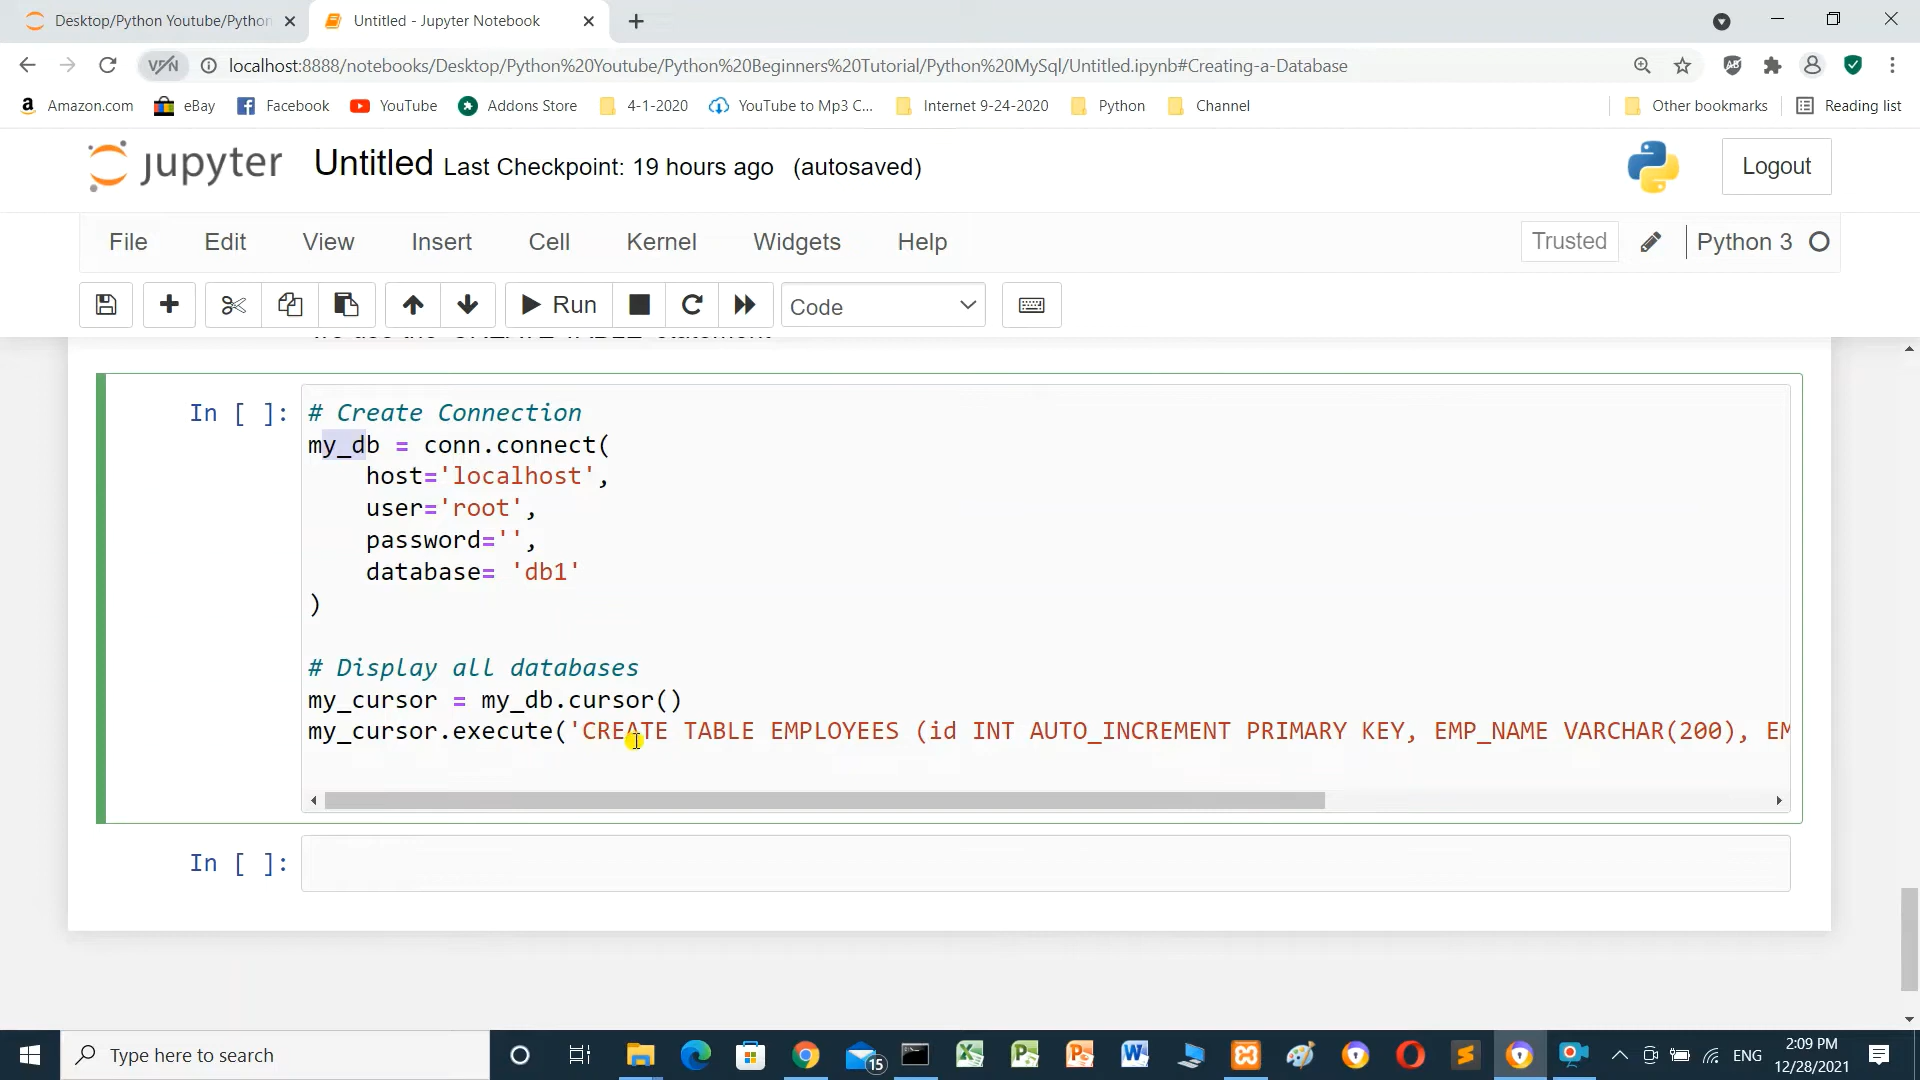 Desktop/Python Youtube/Python
Untitled - Jupyter Notebook
VPN
localhost:8888/notebooks/Desktop/Python%20Youtube/Python%20Beginners%20Tutorial/Python%20MySql/Untitled.ipynb#Creating-a-Database
Amazon.com
eBay
Facebook
YouTube
Addons Store
4-1-2020
YouTube to Mp3 C...
Internet 9-24-2020
Python
Channel
Other bookmarks
Reading list
jupyter Untitled Last Checkpoint: 19 hours ago (autosaved)
Logout
File Edit View Insert Cell Kernel Widgets Help
Trusted
Python 3
Run
Code
In [ ]:
# Create Connection
my_db = conn.connect(
host='localhost',
user='root',
password='',
database= 'db1'
)
# Display all databases
my_cursor = my_db.cursor()
my_cursor.execute('CREATE TABLE EMPLOYEES (id INT AUTO_INCREMENT PRIMARY KEY, EMP_NAME VARCHAR(200), EM
In [ ]:
Type here to search
15
ENG
2:09 PM
12/28/2021